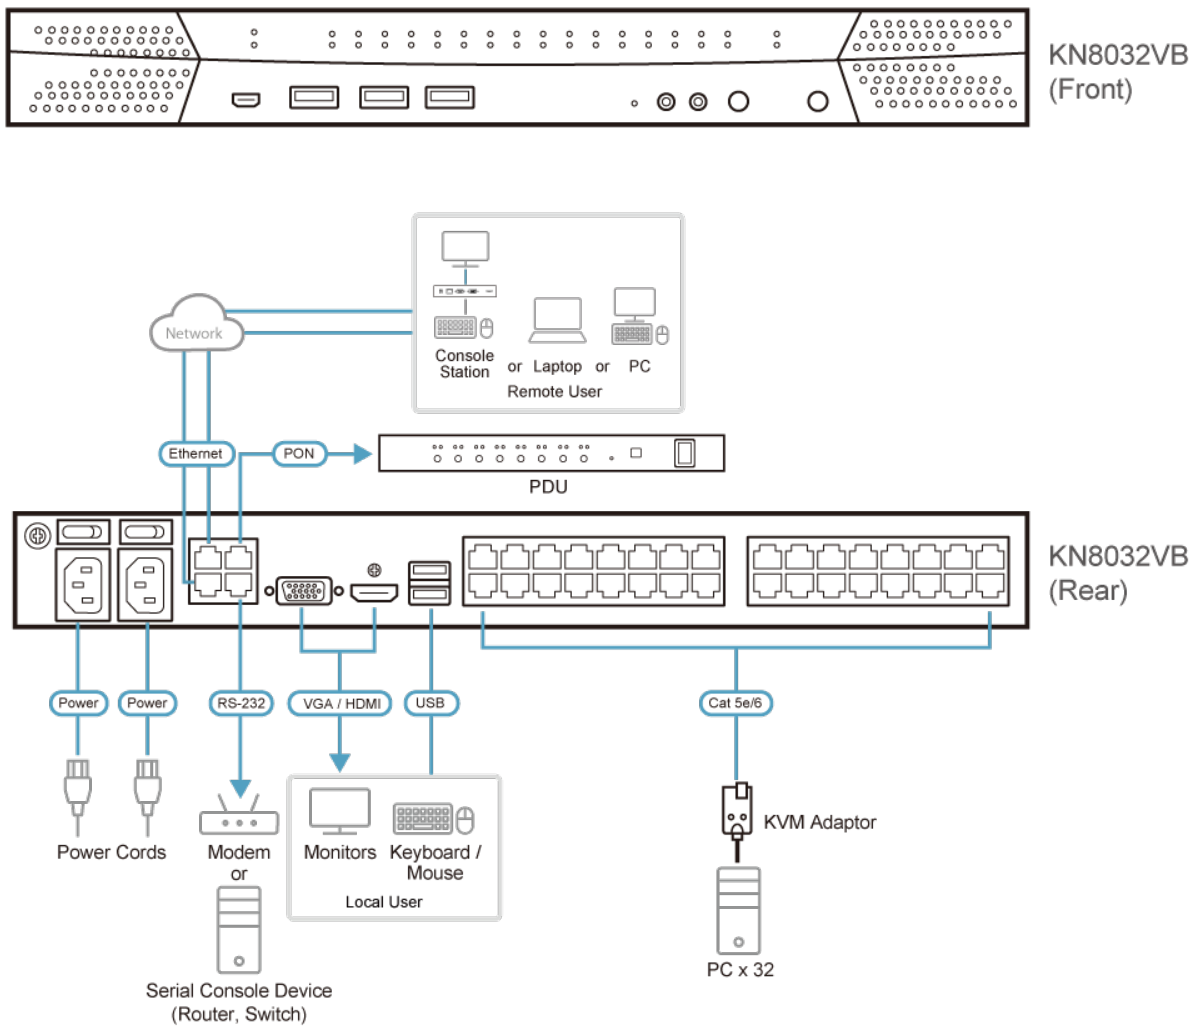 KN8032VB
(Front)
Network
Console
Station
or
Laptop
or
PC
Remote User
Ethernet
PON
PDU
KN8032VB
(Rear)
Power
Power
RS-232
VGA / HDMI
USB
Cat 5e/6
Power Cords
Modem
or
Monitors
Keyboard /
Mouse
Local User
KVM Adaptor
Serial Console Device
(Router, Switch)
PC x 32